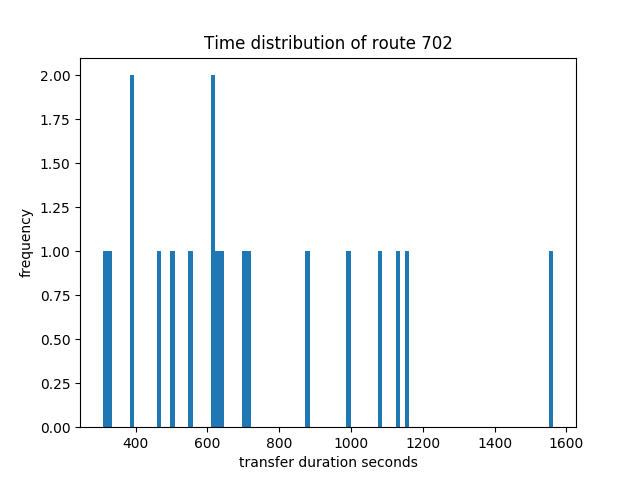 Time distribution of route 702
2.00
1.75
1.50
1.25
1.00
0.75
0.50
0.25
0.00
frequency
400 600 800 1000 1200 1400 1600
transfer duration seconds